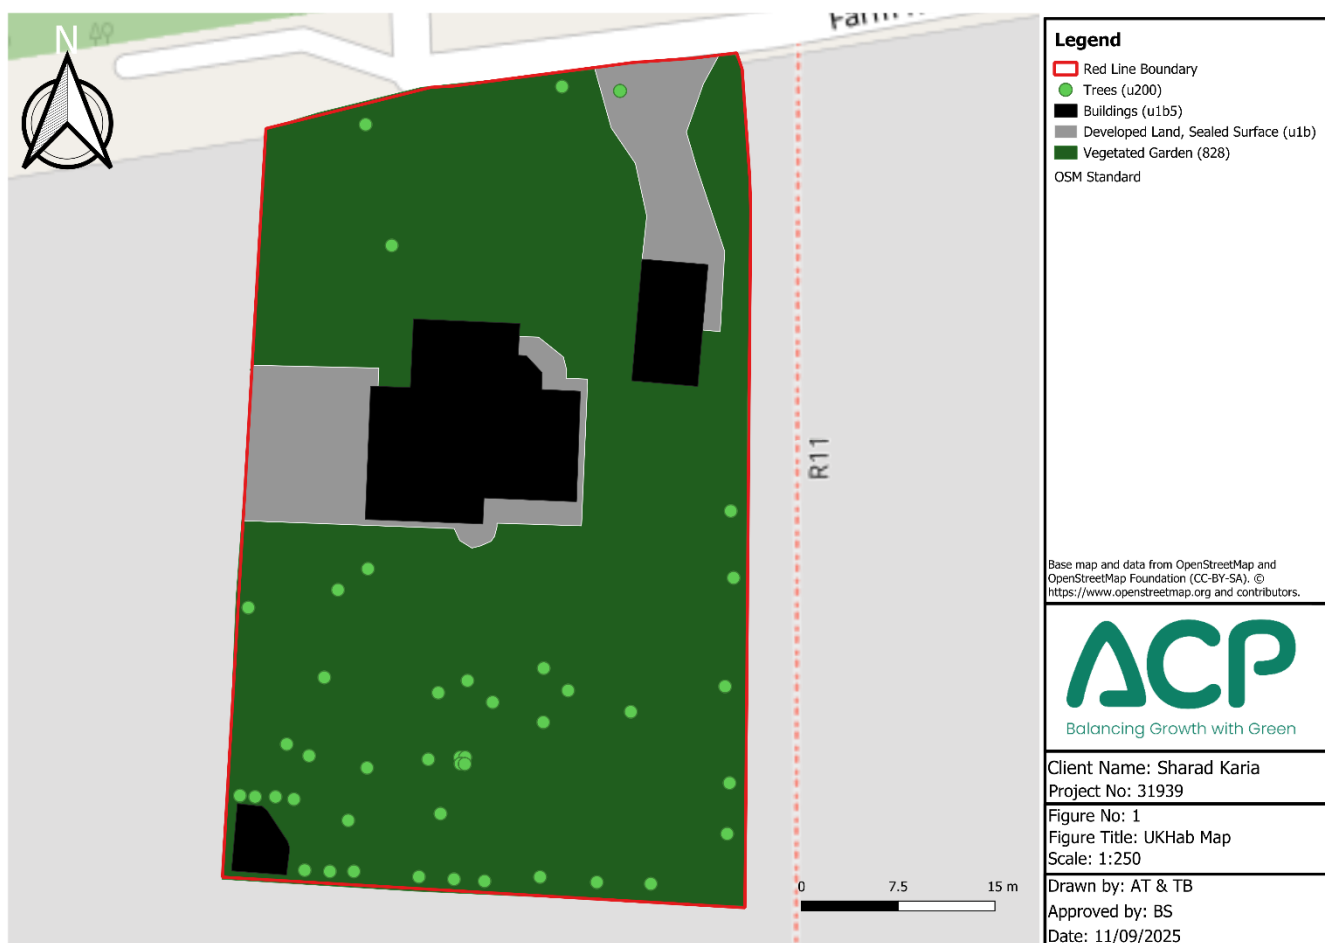 N
R11
0 7.5 15 m
Legend
Red Line Boundary
Trees (u200)
Buildings (u1b5)
Developed Land, Sealed Surface (u1b)
Vegetated Garden (828)
OSM Standard
Base map and data from OpenStreetMap and
OpenStreetMap Foundation (CC-BY-SA). ©
https://www.openstreetmap.org and contributors.
ACP
Balancing Growth with Green
Client Name: Sharad Karia
Project No: 31939
Figure No: 1
Figure Title: UKHab Map
Scale: 1:250
Drawn by: AT & TB
Approved by: BS
Date: 11/09/2025